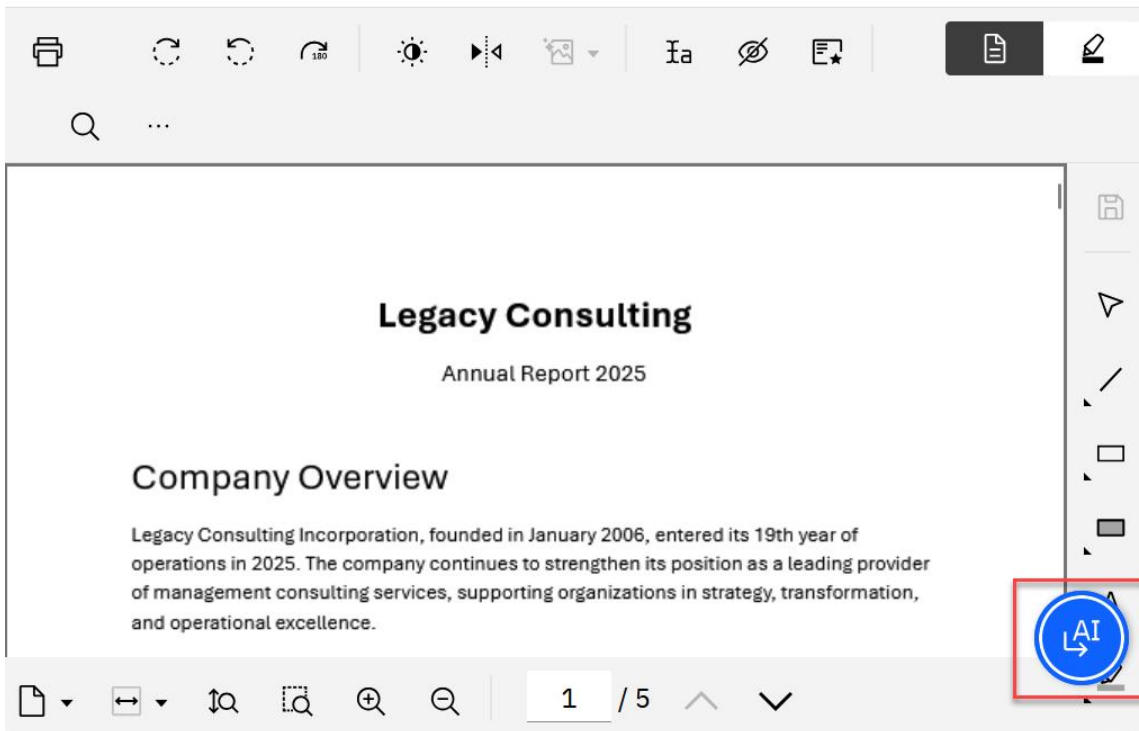 180
Ɪa
...
Legacy Consulting
Annual Report 2025
Company Overview
Legacy Consulting Incorporation, founded in January 2006, entered its 19th year of
operations in 2025. The company continues to strengthen its position as a leading provider
of management consulting services, supporting organizations in strategy, transformation,
and operational excellence.
AI
1 / 5